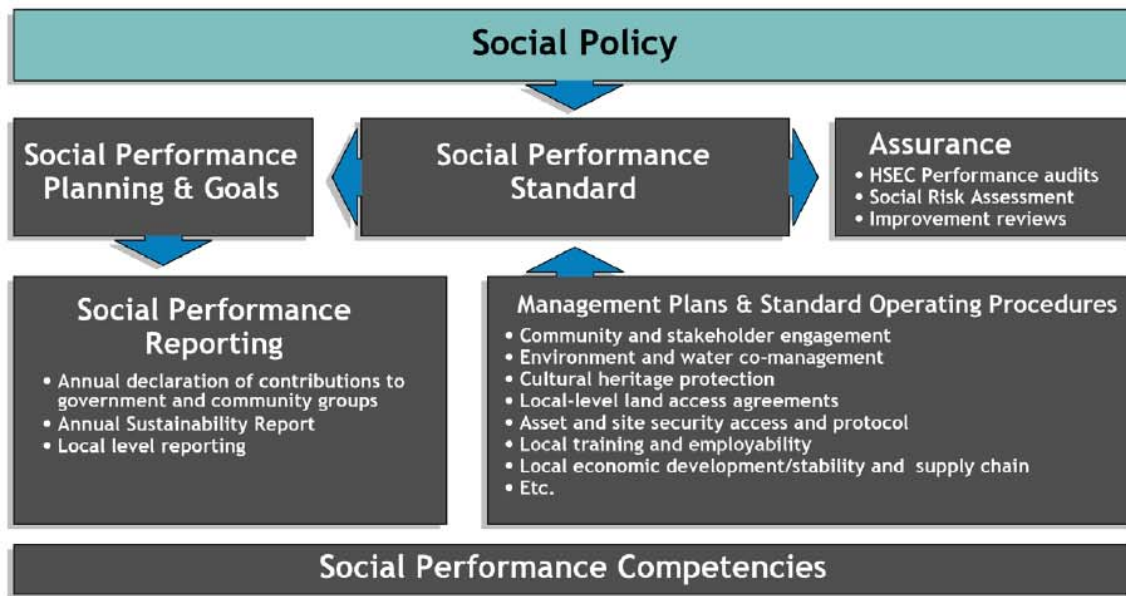 Social Policy
Social Performance
Planning & Goals
Social Performance
Standard
Assurance
• HSEC Performance audits
• Social Risk Assessment
• Improvement reviews
Social Performance
Reporting
• Annual declaration of contributions to
government and community groups
• Annual Sustainability Report
• Local level reporting
Management Plans & Standard Operating Procedures
• Community and stakeholder engagement
• Environment and water co-management
• Cultural heritage protection
• Local-level land access agreements
• Asset and site security access and protocol
• Local training and employability
• Local economic development/stability and supply chain
• Etc.
Social Performance Competencies